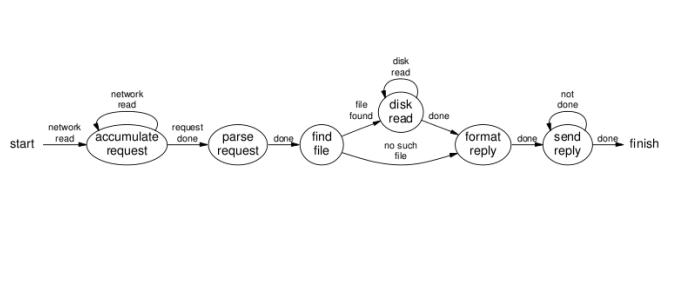 disk
read
network
read
not
done
file
found
disk
read
done
network
read
request
done
start
accumulate
request
parse
request
done
find
file
no such
file
format
reply
done
send
reply
done
finish